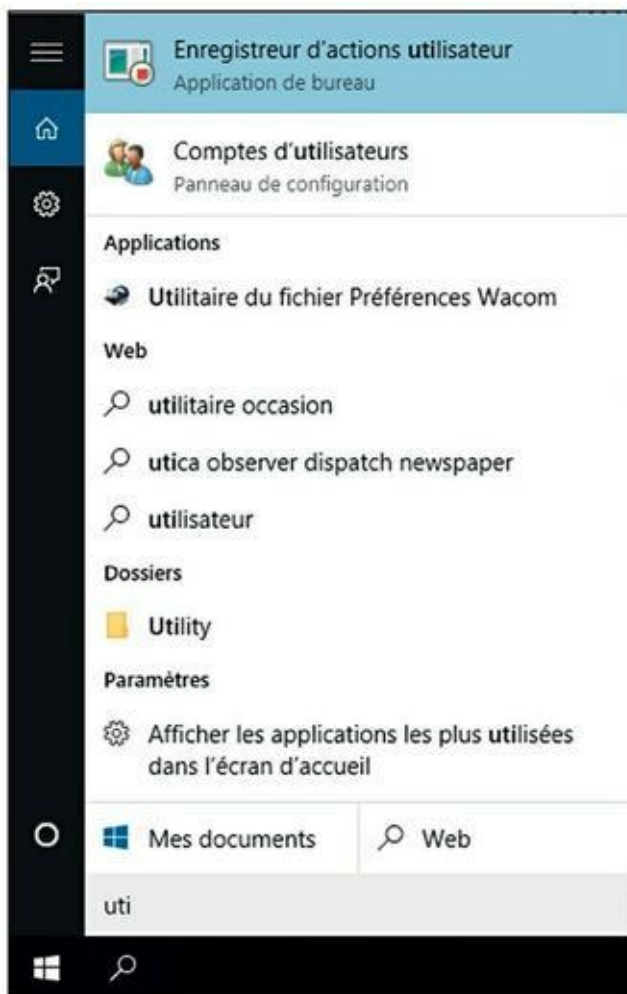 Enregistreur d'actions utilisateur
Application de bureau
Comptes d'utilisateurs
Panneau de configuration
Applications
Utilitaire du fichier Préférences Wacom
Web
utilitaire occasion
utica observer dispatch newspaper
utilisateur
Dossiers
Utility
Paramètres
Afficher les applications les plus utilisées
dans l'écran d'accueil
Mes documents
Web
uti